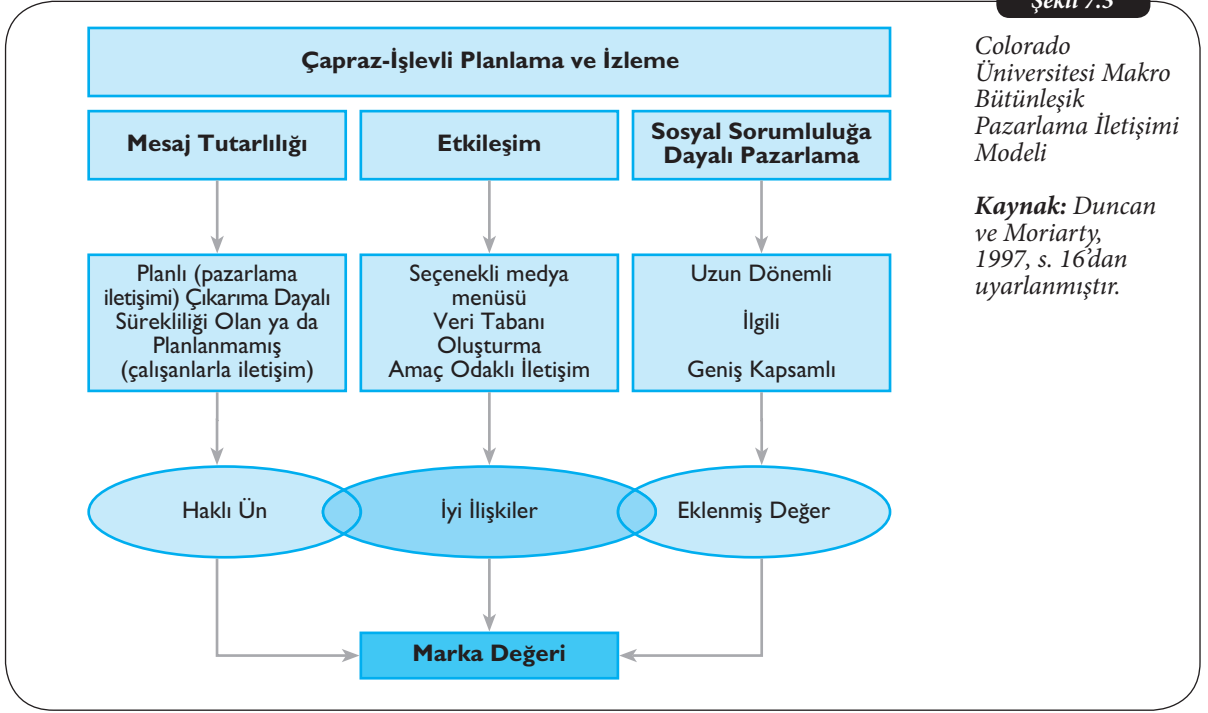 Şekil 7.3
Çapraz-İşlevli Planlama ve İzleme
Mesaj Tutarlılığı
Etkileşim
Sosyal Sorumluluğa
Dayalı Pazarlama
Planlı (pazarlama
iletişimi) Çıkarıma Dayalı
Sürekliliği Olan ya da
Planlanmamış
(çalışanlarla iletişim)
Seçenekli medya
menüsü
Veri Tabanı
Oluşturma
Amaç Odaklı İletişim
Uzun Dönemli
İlgili
Geniş Kapsamlı
Haklı Ün
İyi İlişkiler
Eklenmiş Değer
Marka Değeri
Colorado
Üniversitesi Makro
Bütünleşik
Pazarlama İletişimi
Modeli
Kaynak: Duncan
ve Moriarty,
1997, s. 16’dan
uyarlanmıştır.